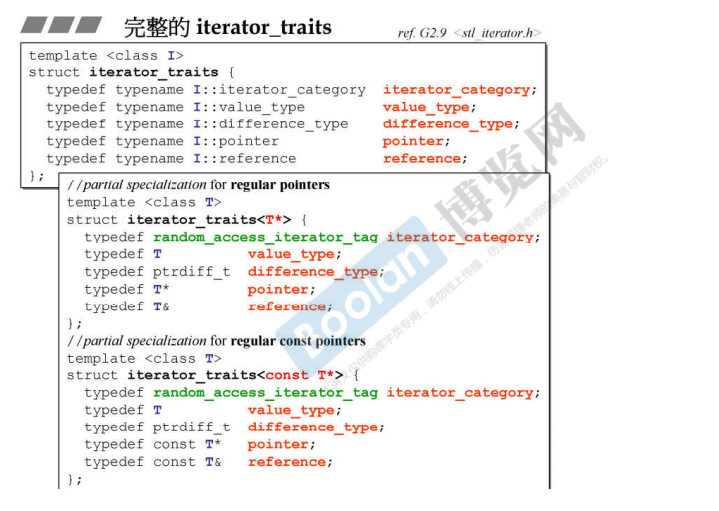 完整的 iterator_traits
ref. G2.9 <stl_iterator.h>
template <class I>
struct iterator_traits {
typedef typename I::iterator_category iterator_category;
typedef typename I::value_type value_type;
typedef typename I::difference_type difference_type;
typedef typename I::pointer pointer;
typedef typename I::reference reference;
};
//partial specialization for regular pointers
template <class T>
struct iterator_traits<T*> {
typedef random_access_iterator_tag iterator_category;
typedef T value_type;
typedef ptrdiff_t difference_type;
typedef T* pointer;
typedef T& reference;
};
//partial specialization for regular const pointers
template <class T>
struct iterator_traits<const T*> {
typedef random_access_iterator_tag iterator_category;
typedef T value_type;
typedef ptrdiff_t difference_type;
typedef const T* pointer;
typedef const T& reference;
};
Boolan 博览网